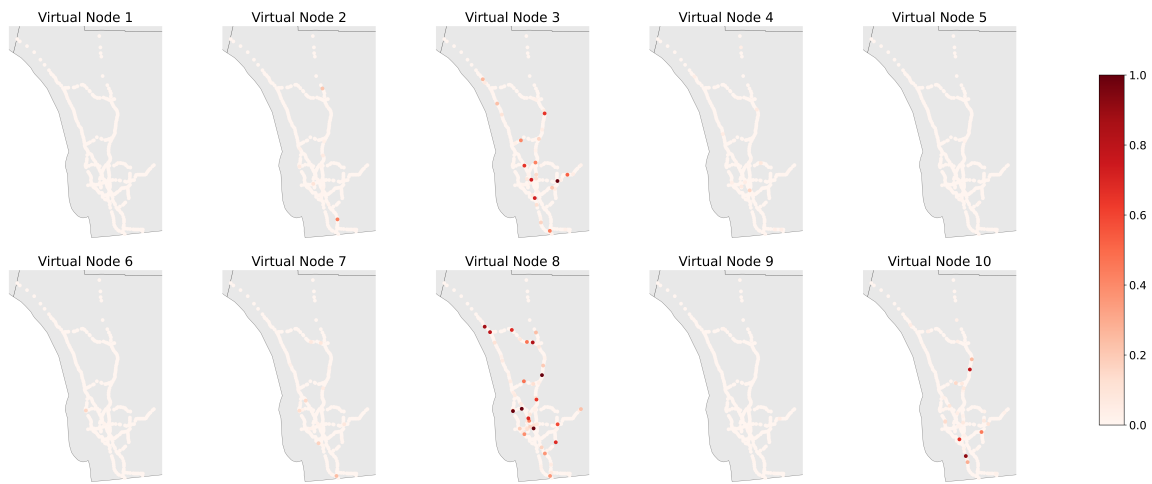 Virtual Node 1
Virtual Node 2
Virtual Node 3
Virtual Node 4
Virtual Node 5
1.0
0.8
0.6
0.4
0.2
0.0
Virtual Node 6
Virtual Node 7
Virtual Node 8
Virtual Node 9
Virtual Node 10